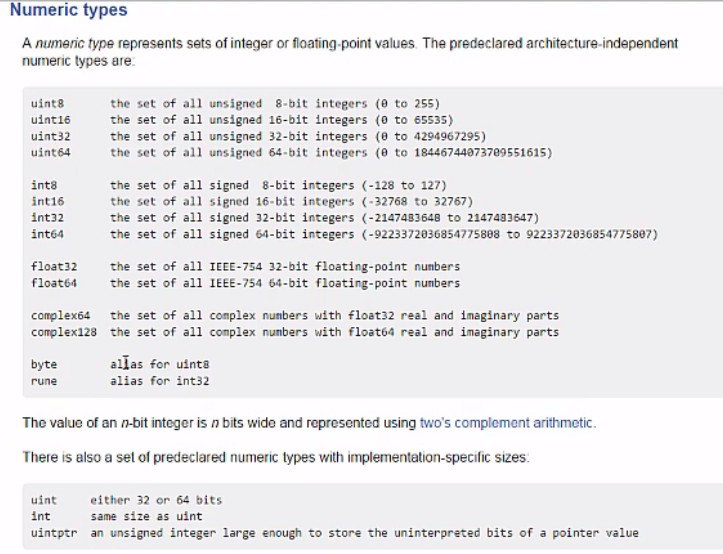 Numeric types
A numeric type represents sets of integer or floating-point values. The predeclared architecture-independent
numeric types are:
uint8 the set of all unsigned 8-bit integers (0 to 255)
uint16 the set of all unsigned 16-bit integers (0 to 65535)
uint32 the set of all unsigned 32-bit integers (0 to 4294967295)
uint64 the set of all unsigned 64-bit integers (0 to 18446744073709551615)
int8 the set of all signed 8-bit integers (-128 to 127)
int16 the set of all signed 16-bit integers (-32768 to 32767)
int32 the set of all signed 32-bit integers (-2147483648 to 2147483647)
int64 the set of all signed 64-bit integers (-9223372036854775808 to 9223372036854775807)
float32 the set of all IEEE-754 32-bit floating-point numbers
float64 the set of all IEEE-754 64-bit floating-point numbers
complex64 the set of all complex numbers with float32 real and imaginary parts
complex128 the set of all complex numbers with float64 real and imaginary parts
byte alias for uint8
rune alias for int32
The value of an n-bit integer is n bits wide and represented using two's complement arithmetic.
There is also a set of predeclared numeric types with implementation-specific sizes:
uint either 32 or 64 bits
int same size as uint
uintptr an unsigned integer large enough to store the uninterpreted bits of a pointer value